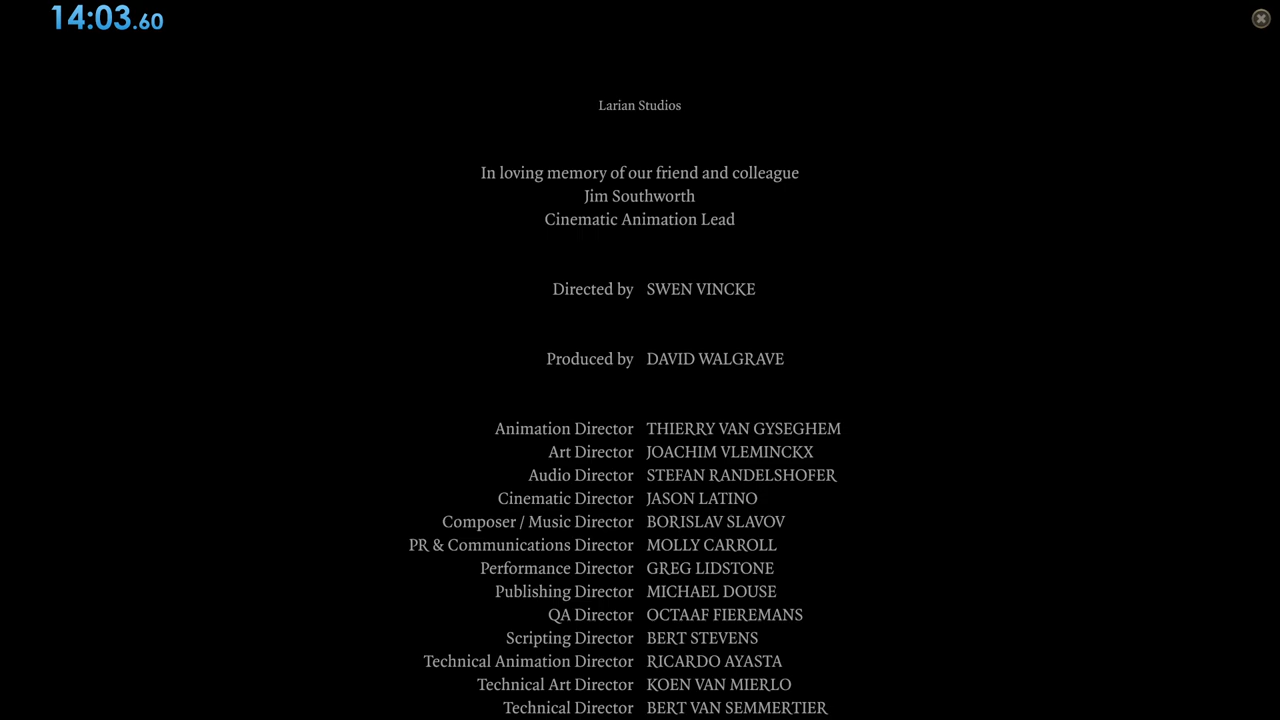 14:03.60
Larian Studios
In loving memory of our friend and colleague
Jim Southworth
Cinematic Animation Lead
Directed by SWEN VINCKE
Produced by DAVID WALGRAVE
Animation Director THIERRY VAN GYSEGHEM
Art Director JOACHIM VLEMINCKX
Audio Director STEFAN RANDELSHOFER
Cinematic Director JASON LATINO
Composer / Music Director BORISLAV SLAVOV
PR & Communications Director MOLLY CARROLL
Performance Director GREG LIDSTONE
Publishing Director MICHAEL DOUSE
QA Director OCTAAF FIEREMANS
Scripting Director BERT STEVENS
Technical Animation Director RICARDO AYASTA
Technical Art Director KOEN VAN MIERLO
Technical Director BERT VAN SEMMERTIER